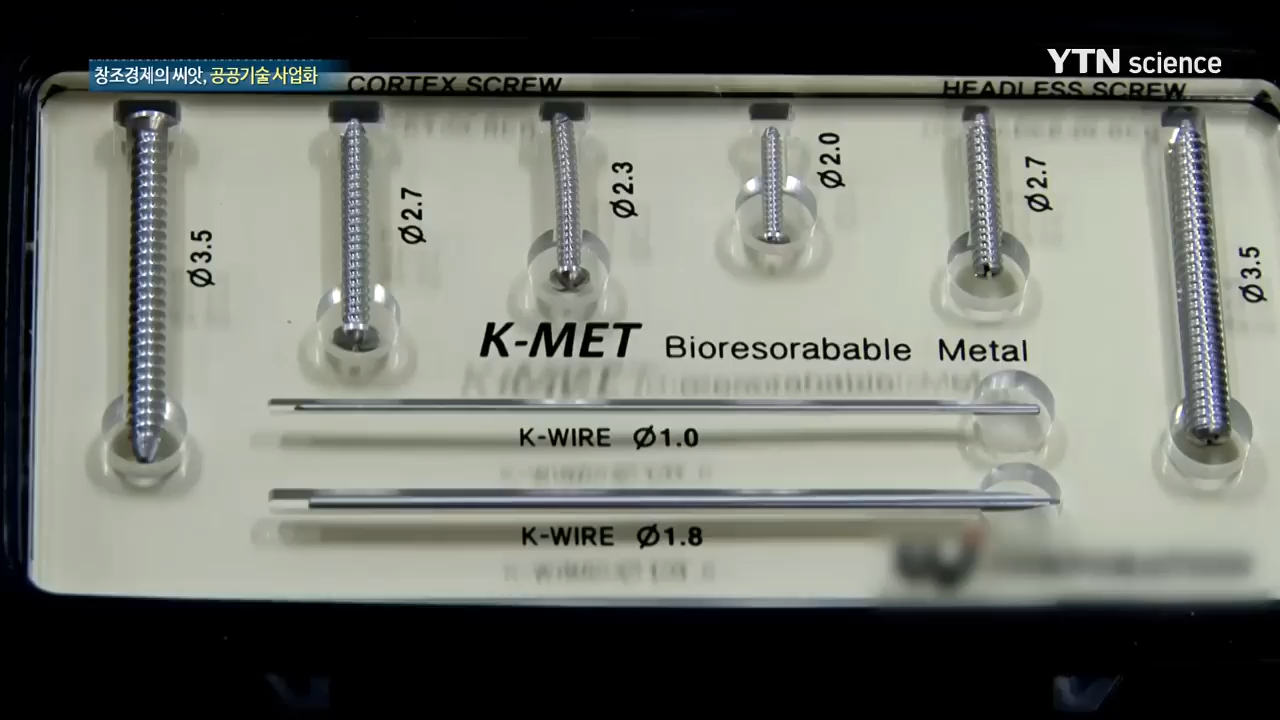 창조경제의 씨앗, 공공기술 사업화
YTN science
CORTEX SCREW
HEADLESS SCREW
Ø3.5
Ø2.7
Ø2.3
Ø2.0
Ø2.7
Ø3.5
K-MET Bioresorabable Metal
K-WIRE Ø1.0
K-WIRE Ø1.8